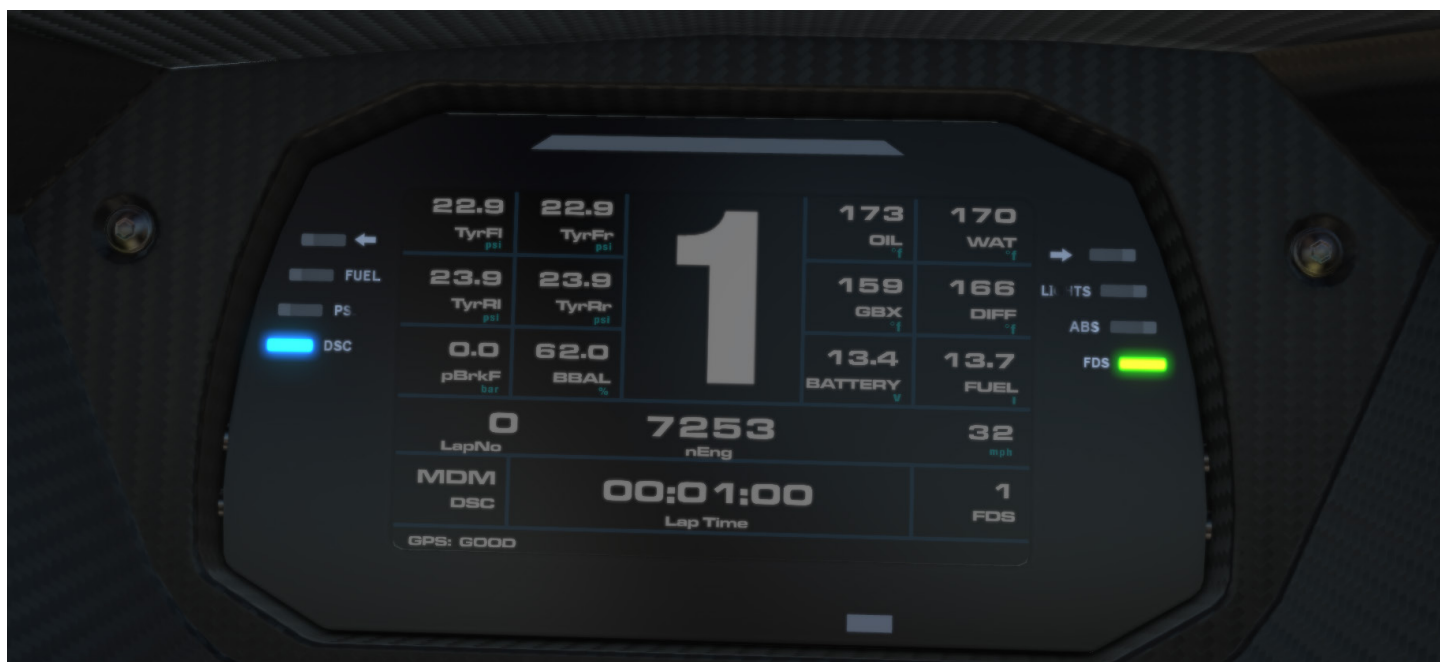 22.9 22.9 173 170
TyrFl TyrFr OIL WAT
psi psi °f °f
FUEL
23.9 23.9 159 166
TyrRl TyrRr GBX DIFF
psi psi °f °f
1
ABS
DSC
0.0 62.0 13.4 13.7
FDS
pBrkF BBAL BATTERY FUEL
bar % V l
0 7253 32
LapNo nEng mph
MDM 00:01:00 1
DSC Lap Time FDS
GPS: GOOD